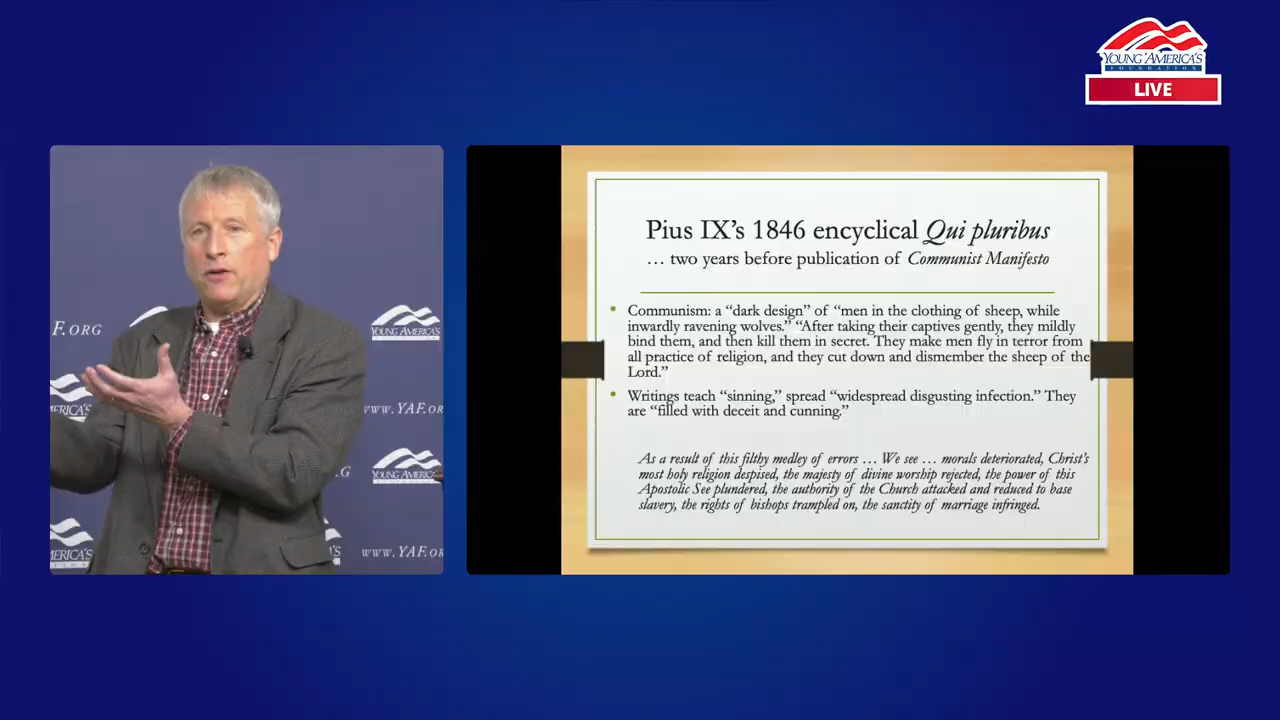 YOUNG AMERICA'S
FOUNDATION
LIVE
F.ORG
YOUNG AMERICA'S
WWW.YAF.OR
WWW.YAF.OR
Pius IX's 1846 encyclical Qui pluribus
… two years before publication of Communist Manifesto
• Communism: a “dark design” of “men in the clothing of sheep, while
inwardly ravening wolves.” “After taking their captives gently, they mildly
bind them, and then kill them in secret. They make men fly in terror from
all practice of religion, and they cut down and dismember the sheep of the
Lord.”
• Writings teach “sinning,” spread “widespread disgusting infection.” They
are “filled with deceit and cunning.”
As a result of this filthy medley of errors … We see … morals deteriorated, Christ's
most holy religion despised, the majesty of divine worship rejected, the power of this
Apostolic See plundered, the authority of the Church attacked and reduced to base
slavery, the rights of bishops trampled on, the sanctity of marriage infringed.